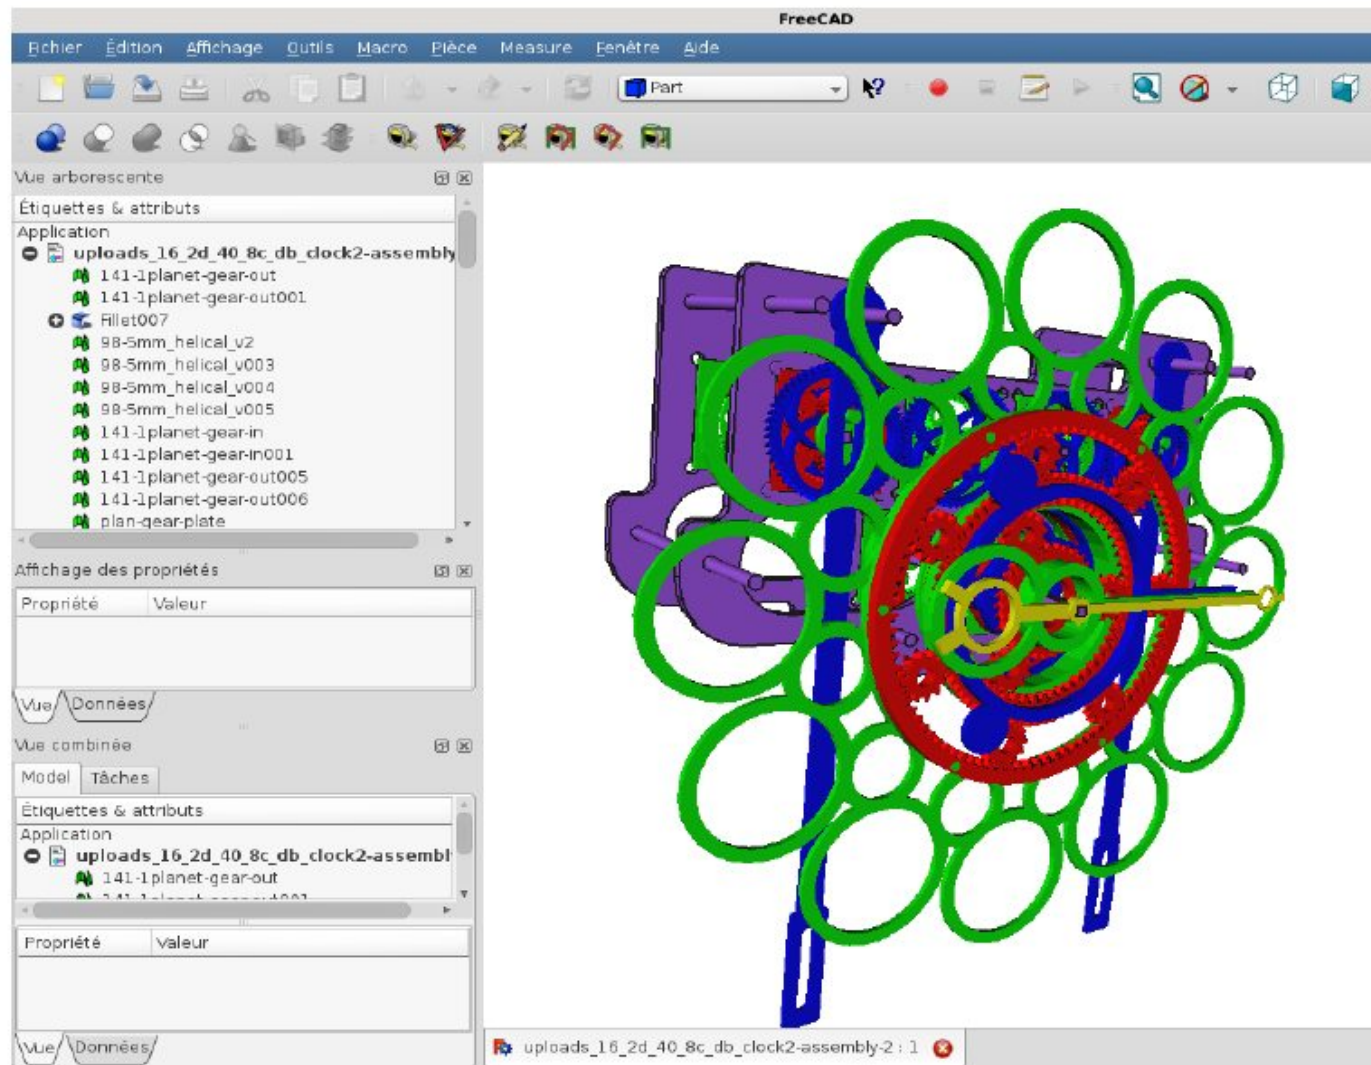 FreeCAD
Fichier Édition Affichage Outils Macro Pièce Measure Fenêtre Aide
Part
Vue arborescente
Étiquettes & attributs
Application
uploads_16_2d_40_8c_db_clock2-assembly
141-1planet-gear-out
141-1planet-gear-out001
Fillet007
98-5mm_helical_v2
98-5mm_helical_v003
98-5mm_helical_v004
98-5mm_helical_v005
141-1planet-gear-in
141-1planet-gear-in001
141-1planet-gear-out005
141-1planet-gear-out006
plan-gear-plate
Affichage des propriétés
Propriété Valeur
Vue Données
Vue combinée
Model Tâches
Étiquettes & attributs
Application
uploads_16_2d_40_8c_db_clock2-assembl
141-1planet-gear-out
Propriété Valeur
Vue Données
uploads_16_2d_40_8c_db_clock2-assembly-2 : 1